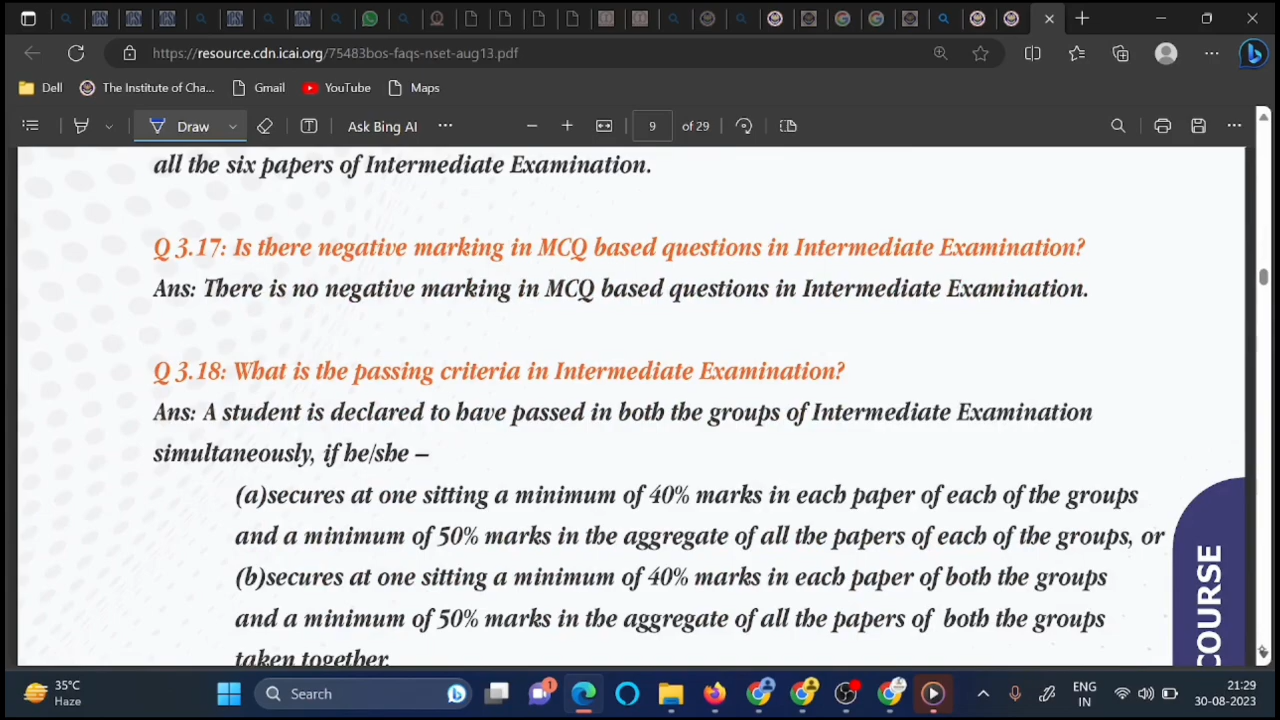 https://resource.cdn.icai.org/75483bos-faqs-nset-aug13.pdf
Dell
The Institute of Cha...
Gmail
YouTube
Maps
Draw
Ask Bing AI
9 of 29
all the six papers of Intermediate Examination.
Q 3.17: Is there negative marking in MCQ based questions in Intermediate Examination?
Ans: There is no negative marking in MCQ based questions in Intermediate Examination.
Q 3.18: What is the passing criteria in Intermediate Examination?
Ans: A student is declared to have passed in both the groups of Intermediate Examination
simultaneously, if he/she –
(a)secures at one sitting a minimum of 40% marks in each paper of each of the groups
and a minimum of 50% marks in the aggregate of all the papers of each of the groups, or
(b)secures at one sitting a minimum of 40% marks in each paper of both the groups
and a minimum of 50% marks in the aggregate of all the papers of both the groups
taken together.
COURSE
35°C
Haze
Search
1
ENG
IN
21:29
30-08-2023